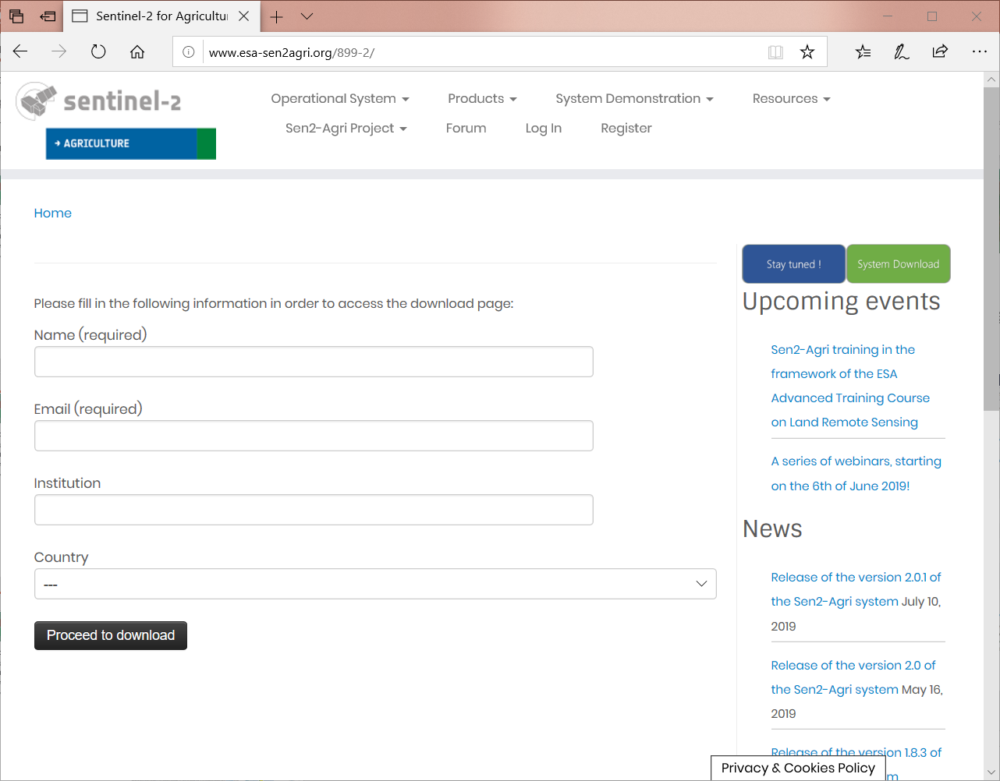 Sentinel-2 for Agricultu
www.esa-sen2agri.org/899-2/
sentinel-2
AGRICULTURE
Operational System
Products
System Demonstration
Resources
Sen2-Agri Project
Forum
Log In
Register
Home
Please fill in the following information in order to access the download page:
Name (required)
Email (required)
Institution
Country
---
Proceed to download
Stay tuned !
System Download
Upcoming events
Sen2-Agri training in the
framework of the ESA
Advanced Training Course
on Land Remote Sensing
A series of webinars, starting
on the 6th of June 2019!
News
Release of the version 2.0.1 of
the Sen2-Agri system July 10,
2019
Release of the version 2.0 of
the Sen2-Agri system May 16,
2019
Release of the version 1.8.3 of
Privacy & Cookies Policy